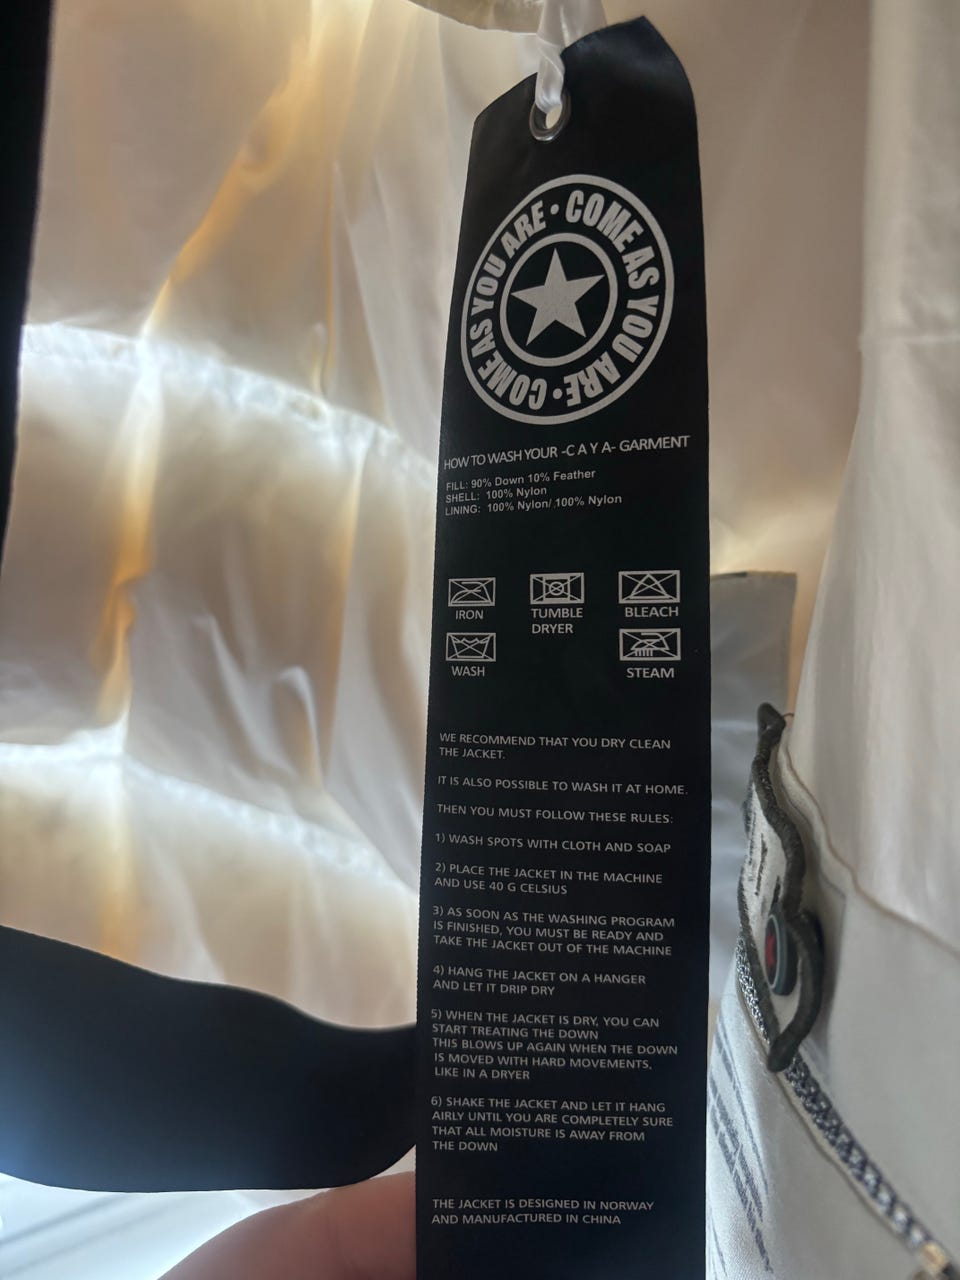 COME AS YOU ARE • COME AS YOU ARE •
HOW TO WASH YOUR -C A Y A- GARMENT
FILL: 90% Down 10% Feather
SHELL: 100% Nylon
LINING: 100% Nylon/ 100% Nylon
IRON
TUMBLE
DRYER
BLEACH
WASH
STEAM
WE RECOMMEND THAT YOU DRY CLEAN
THE JACKET.
IT IS ALSO POSSIBLE TO WASH IT AT HOME.
THEN YOU MUST FOLLOW THESE RULES:
1) WASH SPOTS WITH CLOTH AND SOAP
2) PLACE THE JACKET IN THE MACHINE
AND USE 40 G CELSIUS
3) AS SOON AS THE WASHING PROGRAM
IS FINISHED, YOU MUST BE READY AND
TAKE THE JACKET OUT OF THE MACHINE
4) HANG THE JACKET ON A HANGER
AND LET IT DRIP DRY
5) WHEN THE JACKET IS DRY, YOU CAN
START TREATING THE DOWN
THIS BLOWS UP AGAIN WHEN THE DOWN
IS MOVED WITH HARD MOVEMENTS,
LIKE IN A DRYER
6) SHAKE THE JACKET AND LET IT HANG
AIRLY UNTIL YOU ARE COMPLETELY SURE
THAT ALL MOISTURE IS AWAY FROM
THE DOWN
THE JACKET IS DESIGNED IN NORWAY
AND MANUFACTURED IN CHINA